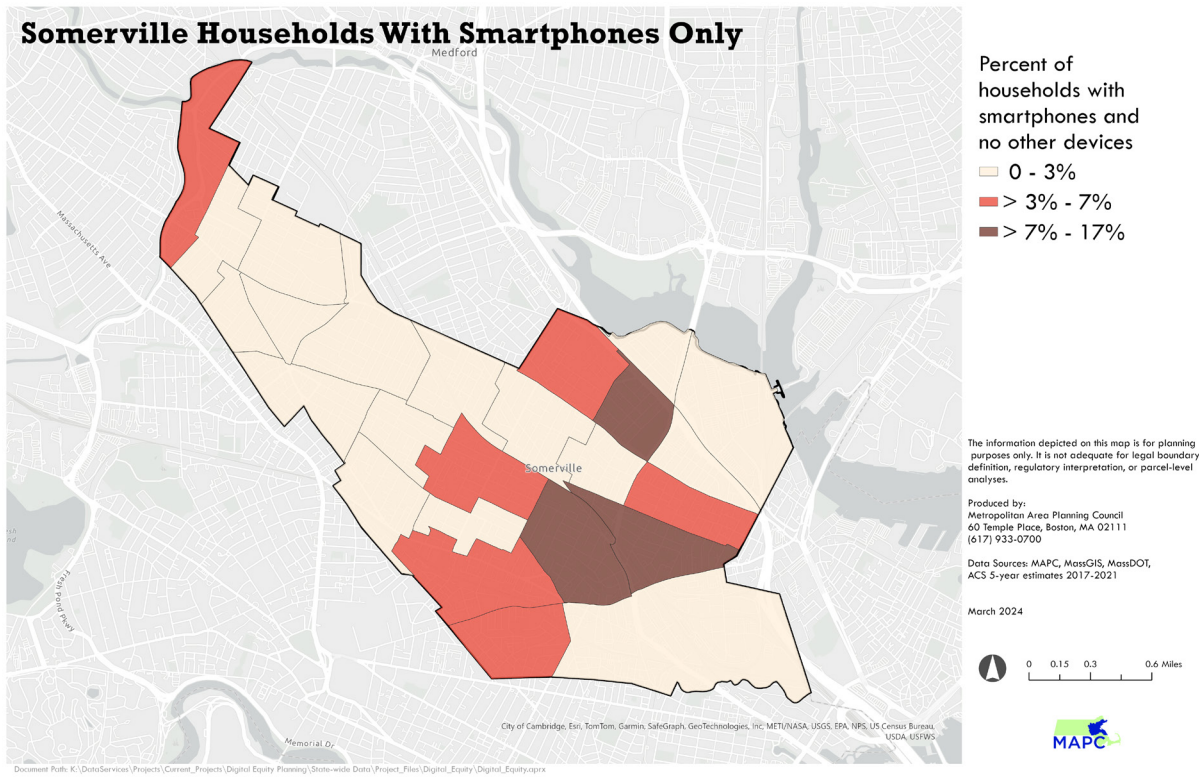 Somerville Households With Smartphones Only
Medford
Massachusetts Ave
Somerville
Fresh Pond Pkwy
Memorial Dr
City of Cambridge, Esri, TomTom, Garmin, SafeGraph, GeoTechnologies, Inc, METI/NASA, USGS, EPA, NPS, US Census Bureau,
USDA, USFWS
Document Path: K:\DataServices\Projects\Current_Projects\Digital Equity Planning\State-wide Data\Project_Files\Digital_Equity\Digital_Equity.aprx
Percent of
households with
smartphones and
no other devices
0 - 3%
> 3% - 7%
> 7% - 17%
The information depicted on this map is for planning
purposes only. It is not adequate for legal boundary
definition, regulatory interpretation, or parcel-level
analyses.
Produced by:
Metropolitan Area Planning Council
60 Temple Place, Boston, MA 02111
(617) 933-0700
Data Sources: MAPC, MassGIS, MassDOT,
ACS 5-year estimates 2017-2021
March 2024
0 0.15 0.3 0.6 Miles
MAPC